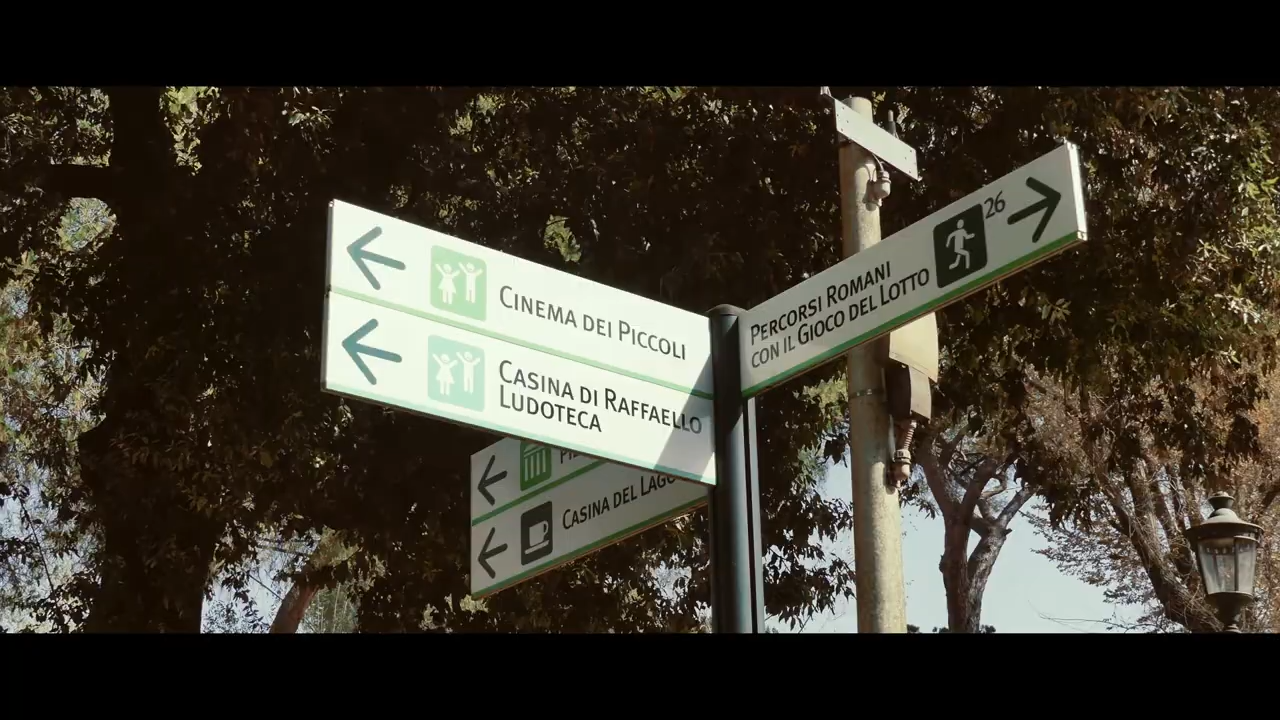 CINEMA DEI PICCOLI
CASINA DI RAFFAELLO
LUDOTECA
CASINA DEL LAGO
PERCORSI ROMANI
CON IL GIOCO DEL LOTTO
26